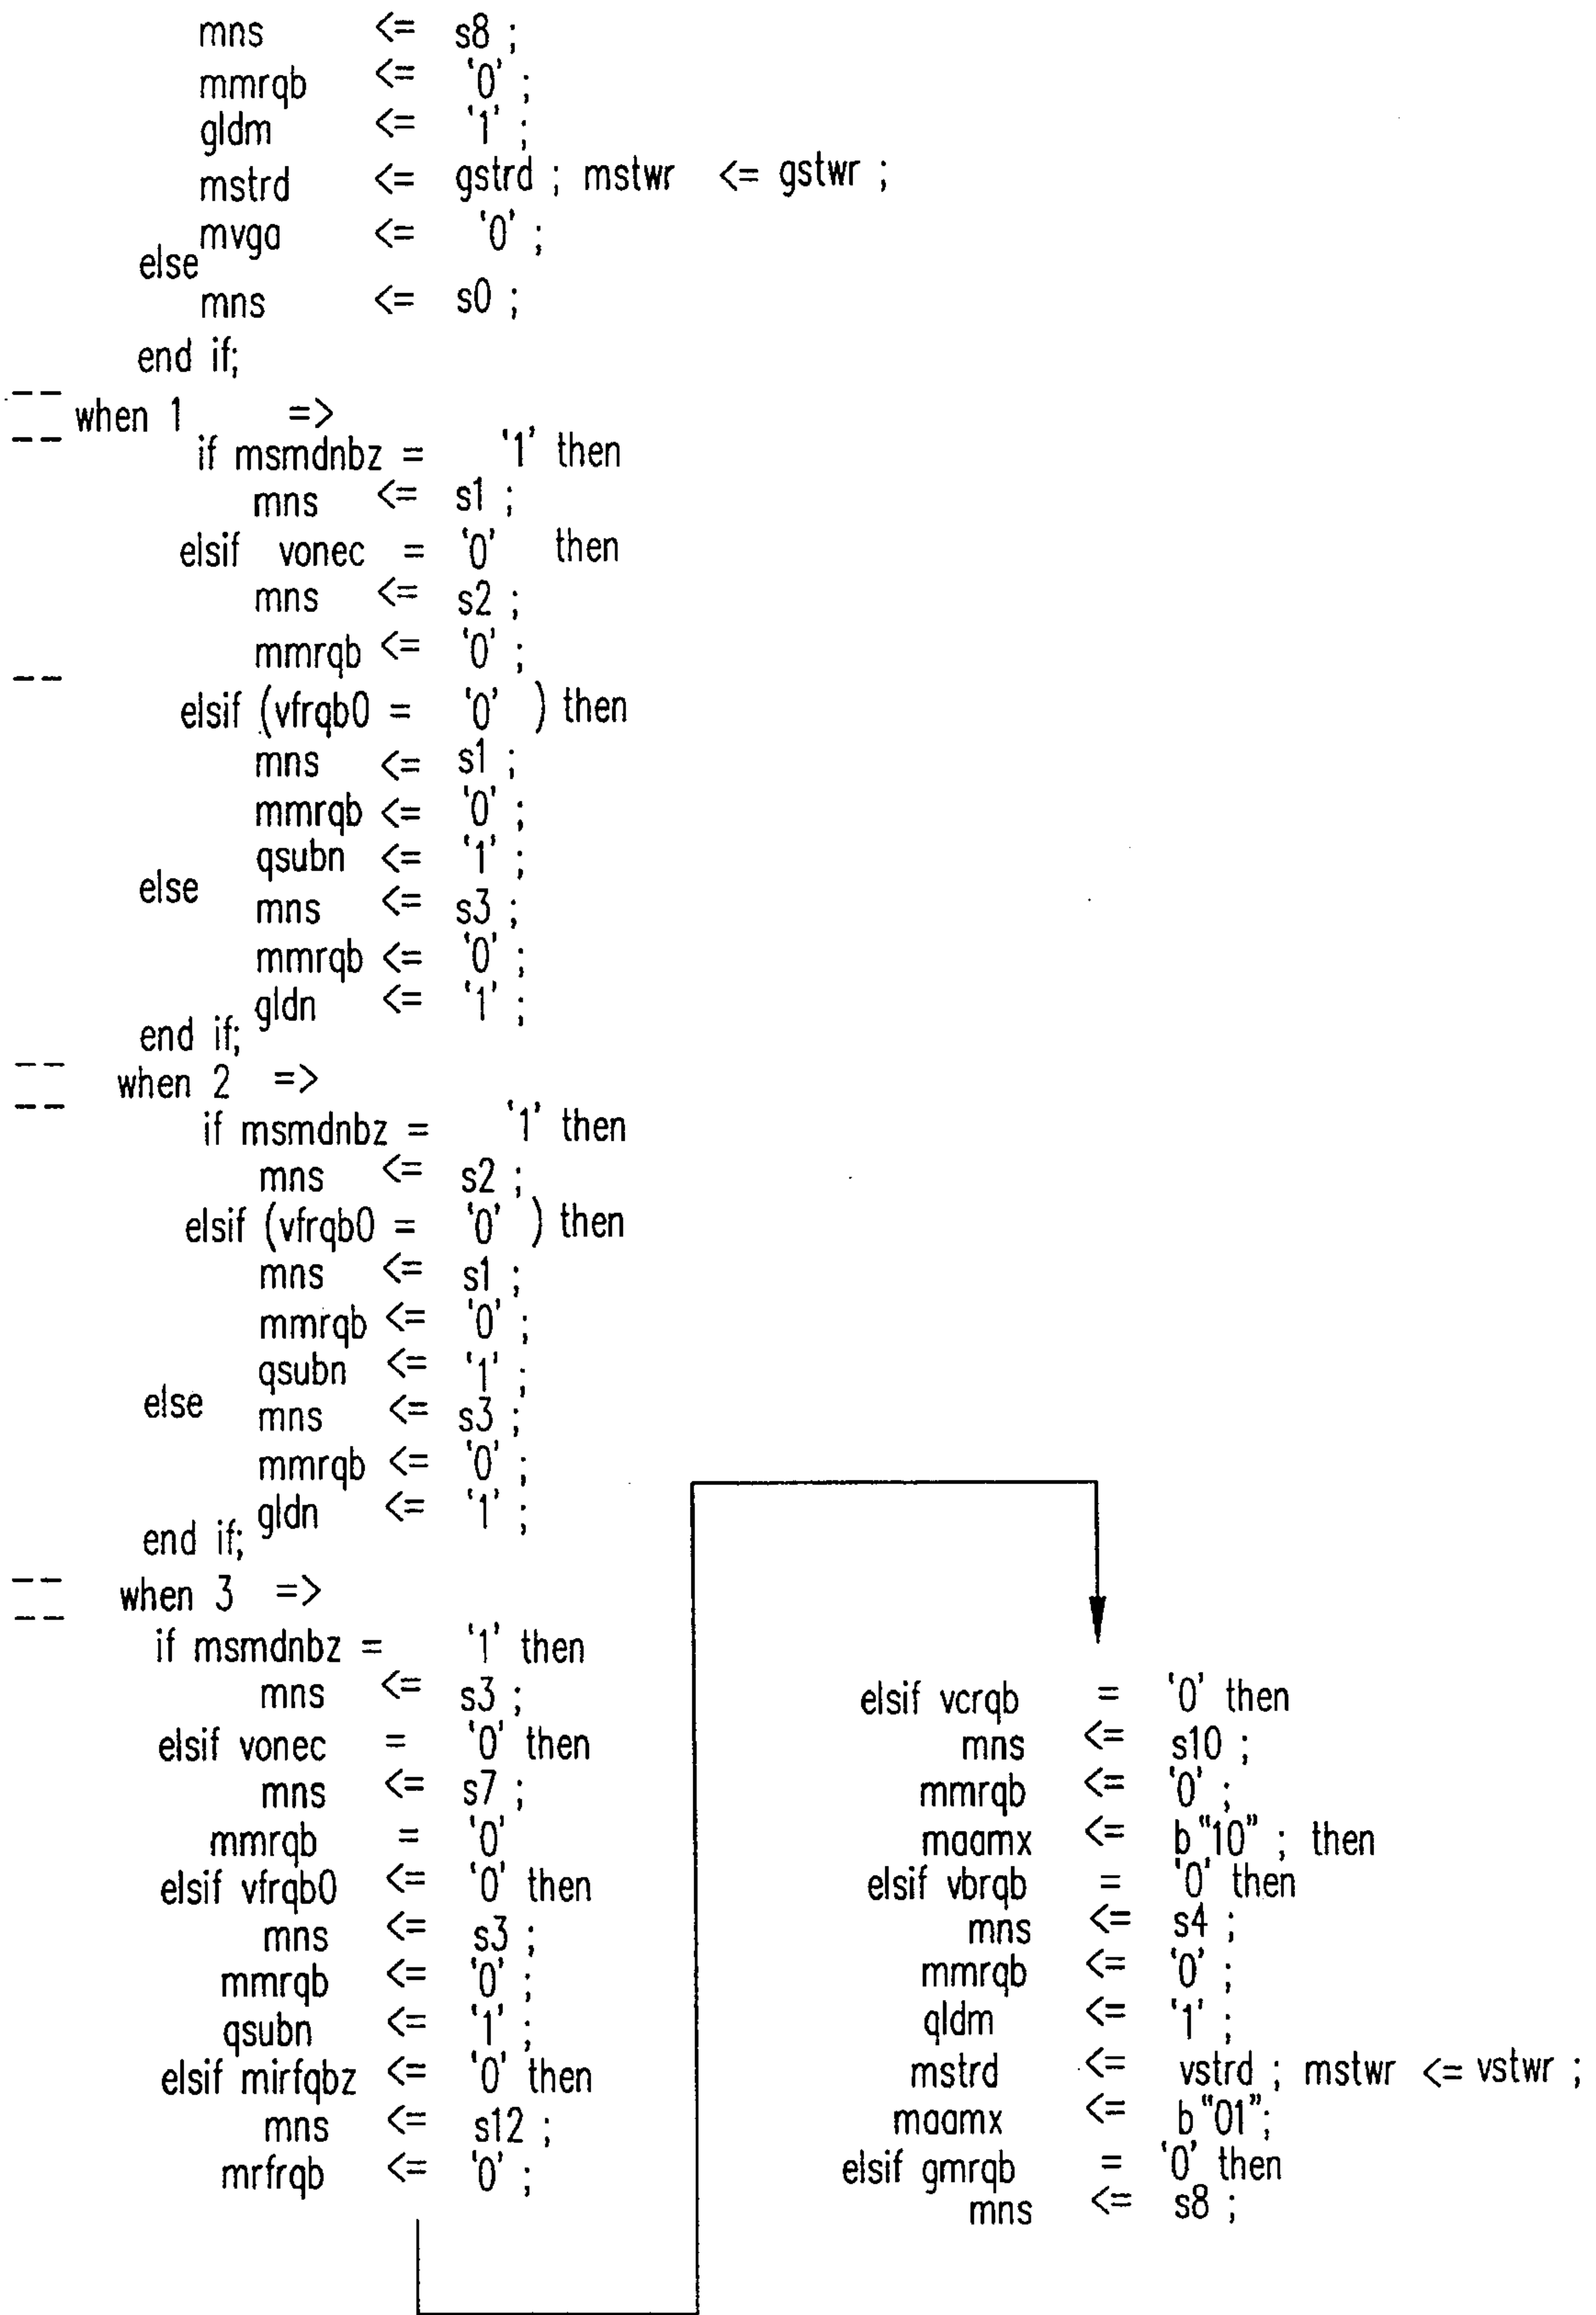 mns <= s8 ;
mmrqb <= '0' ;
gldm <= '1' ;
mstrd <= gstrd ; mstwr <= gstwr ;
mvga <= '0' ;
else
mns <= s0 ;
end if;
--
when 1 =>
--
if msmdnbz = '1' then
mns <= s1 ;
elsif vonec = '0' then
mns <= s2 ;
mmrqb <= '0' ;
--
elsif (vfrqb0 = '0' ) then
mns <= s1 ;
mmrqb <= '0' ;
qsubn <= '1' ;
else
mns <= s3 ;
mmrqb <= '0' ;
gldn <= '1' ;
end if;
--
when 2 =>
--
if msmdnbz = '1' then
mns <= s2 ;
elsif (vfrqb0 = '0' ) then
mns <= s1 ;
mmrqb <= '0' ;
qsubn <= '1' ;
else
mns <= s3 ;
mmrqb <= '0' ;
gldn <= '1' ;
end if;
--
when 3 =>
--
if msmdnbz = '1' then
mns <= s3 ;
elsif vonec = '0' then
mns <= s7 ;
mmrqb = '0'
elsif vfrqb0 <= '0' then
mns <= s3 ;
mmrqb <= '0' ;
qsubn <= '1' ;
elsif mirfqbz <= '0' then
mns <= s12 ;
mrfrqb <= '0' ;
elsif vcrqb = '0' then
mns <= s10 ;
mmrqb <= '0' ;
maamx <= b"10" ; then
elsif vbrqb = '0' then
mns <= s4 ;
mmrqb <= '0' ;
qldm <= '1' ;
mstrd <= vstrd ; mstwr <= vstwr ;
maamx <= b"01";
elsif gmrqb = '0' then
mns <= s8 ;